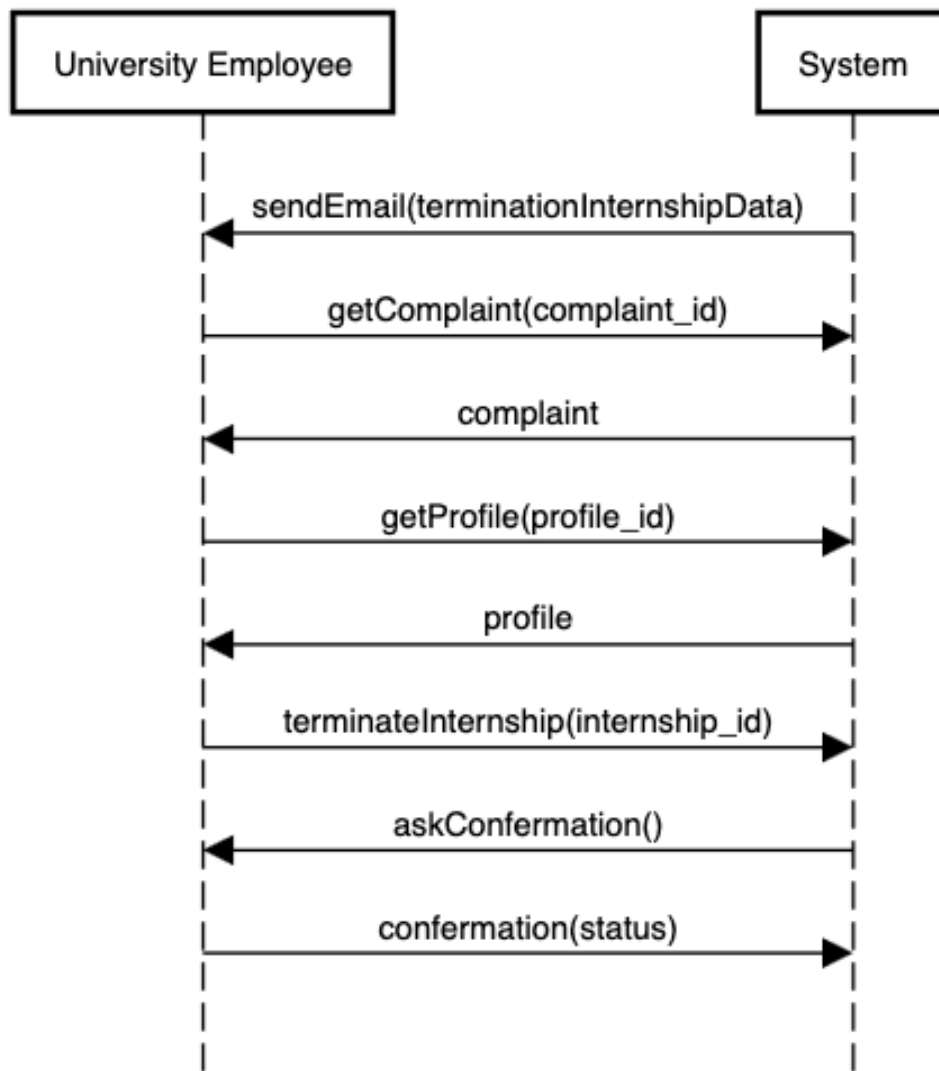 University Employee
System
sendEmail(terminationInternshipData)
getComplaint(complaint_id)
complaint
getProfile(profile_id)
profile
terminateInternship(internship_id)
askConfermation()
confermation(status)